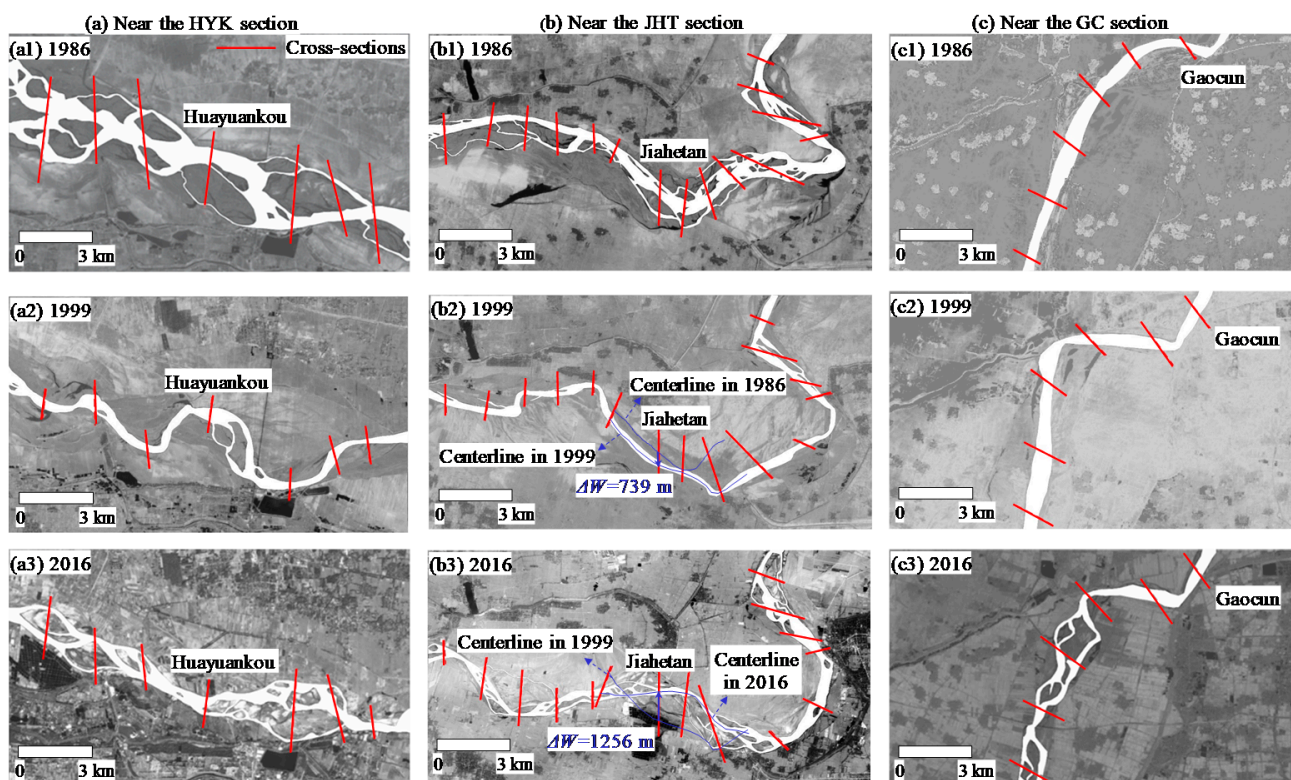 (a) Near the HYK section
(b) Near the JHT section
(c) Near the GC section
(a1) 1986
Cross-sections
Huayuankou
0 3 km
(b1) 1986
Jiahetan
0 3 km
(c1) 1986
Gaocun
0 3 km
(a2) 1999
Huayuankou
0 3 km
(b2) 1999
Centerline in 1986
Jiahetan
Centerline in 1999
ΔW=739 m
0 3 km
(c2) 1999
Gaocun
0 3 km
(a3) 2016
Huayuankou
0 3 km
(b3) 2016
Centerline in 1999
Jiahetan
Centerline
in 2016
ΔW=1256 m
0 3 km
(c3) 2016
Gaocun
0 3 km